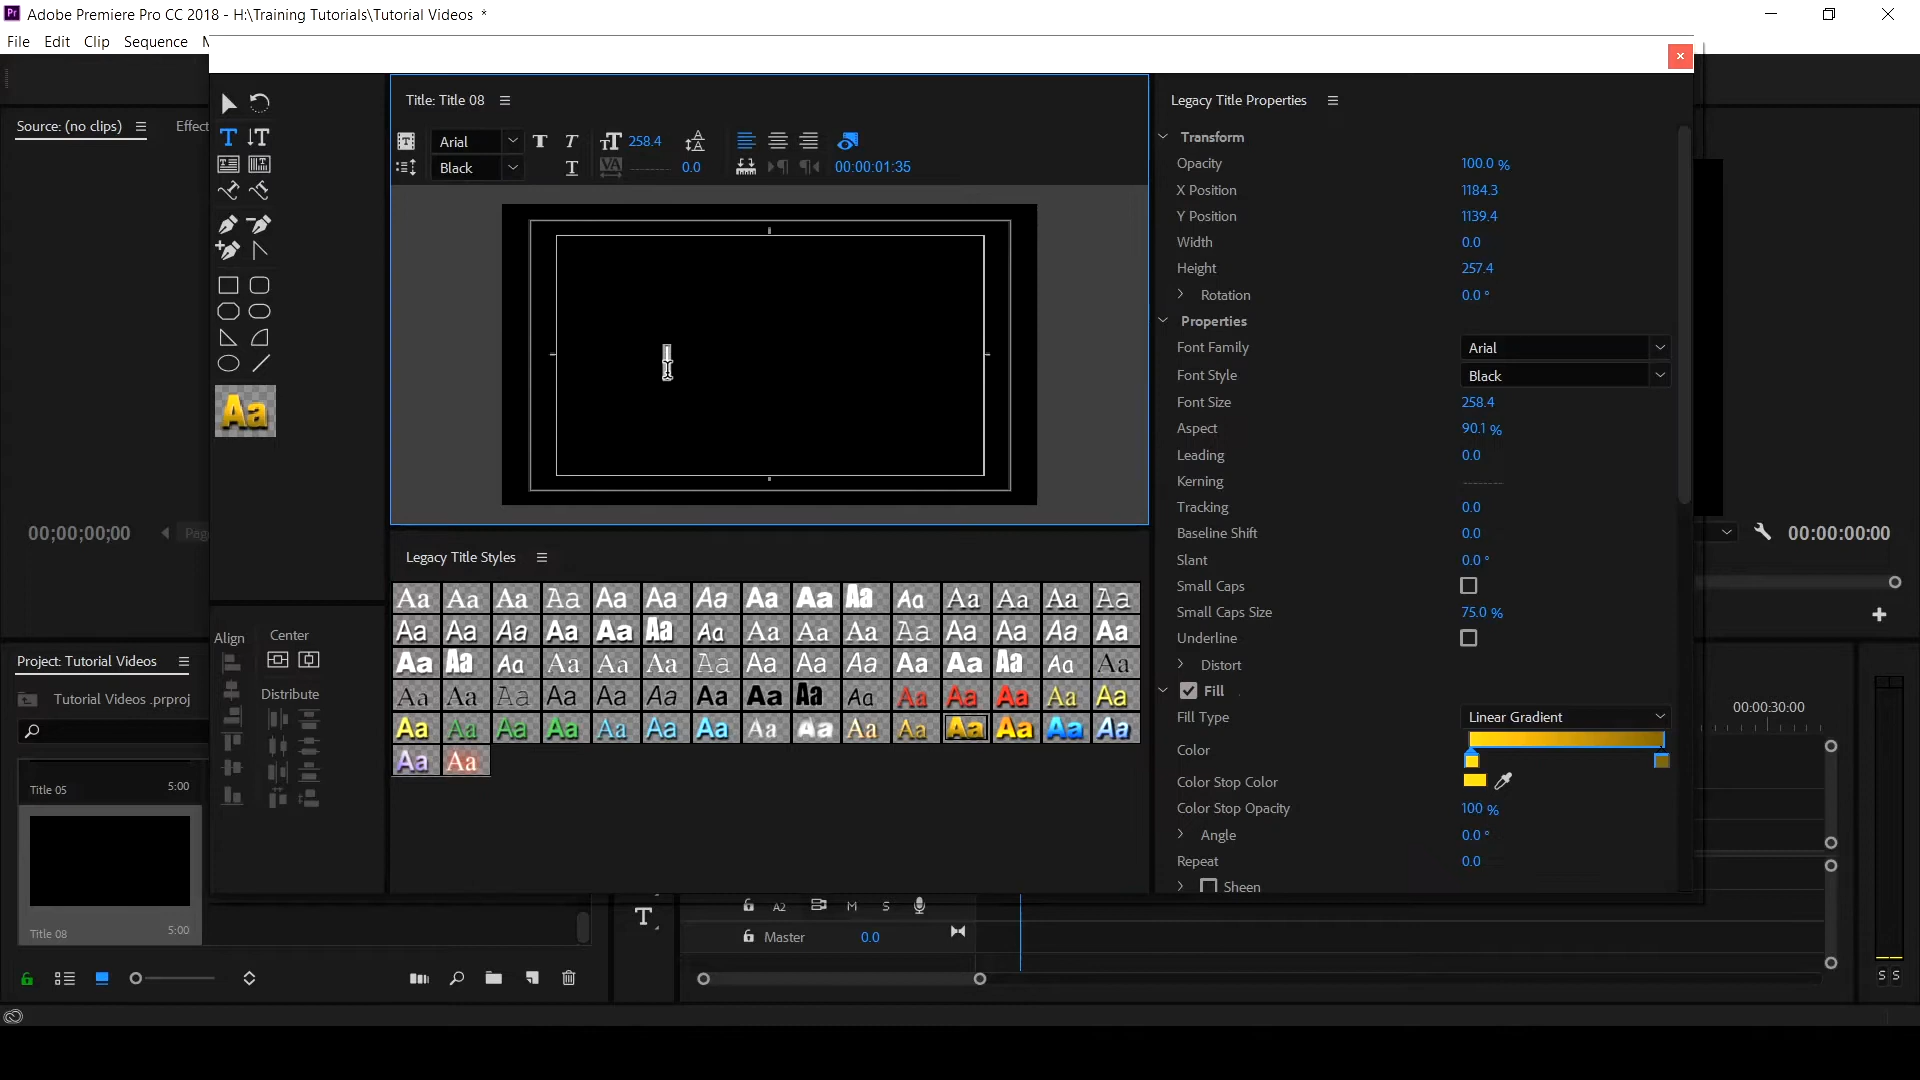 Pr Adobe Premiere Pro CC 2018 - H:\Training Tutorials\Tutorial Videos *
File Edit Clip Sequence
Source: (no clips) Effect
00;00;00;00
Project: Tutorial Videos
Tutorial Videos .prproj
Title 05 5:00
Title 08 5:00
Aa
Align Center
Distribute
Title: Title 08
Arial T T TT 258.4
Black T VA 0.0 00:00:01:35
Legacy Title Styles
Aa Aa Aa Aa Aa Aa Aa Aa Aa Aa Aa Aa Aa Aa Aa
Aa Aa Aa Aa Aa Aa Aa Aa Aa Aa Aa Aa Aa Aa Aa
Aa Aa Aa Aa Aa Aa Aa Aa Aa Aa Aa Aa Aa Aa Aa
Aa Aa Aa Aa Aa Aa Aa Aa Aa Aa Aa Aa Aa Aa Aa
Aa Aa Aa Aa Aa Aa Aa Aa Aa Aa Aa Aa Aa Aa Aa
Aa Aa
Legacy Title Properties
Transform
Opacity 100.0 %
X Position 1184.3
Y Position 1139.4
Width 0.0
Height 257.4
Rotation 0.0 °
Properties
Font Family Arial
Font Style Black
Font Size 258.4
Aspect 90.1 %
Leading 0.0
Kerning
Tracking 0.0
Baseline Shift 0.0
Slant 0.0 °
Small Caps
Small Caps Size 75.0 %
Underline
Distort
Fill
Fill Type Linear Gradient
Color
Color Stop Color
Color Stop Opacity 100 %
Angle 0.0 °
Repeat 0.0
Sheen
00:00:00:00
00:00:30:00
T A2 M S
Master 0.0
S S